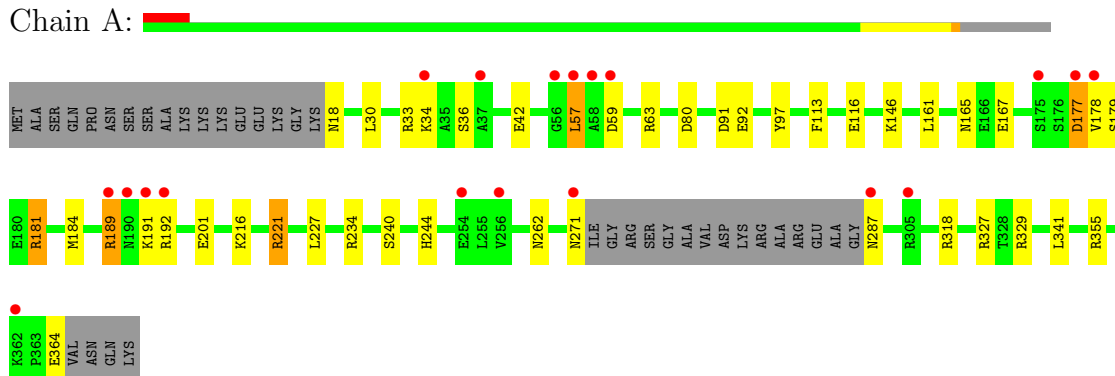 Chain A:
MET ALA SER GLN PRO ASN SER SER ALA LYS LYS LYS GLU GLU LYS GLY LYS N18 L30 R33 K34 A35 S36 A37 E42 G56 L57 A58 D59 R63 D80 D91 E92 Y97 F113 E116 K146 L161 N165 E166 E167 S175 S176 D177 V178 S179
E180 R181 M184 R189 N190 K191 R192 E201 K216 R221 L227 R234 S240 H244 E254 L255 V256 N262 N271 ILE GLY ARG SER GLY ALA VAL ASP LYS ARG ALA ARG GLU ALA GLY N287 R305 R318 R327 T328 R329 L341 R355
K362 P363 E364 VAL ASN GLN LYS